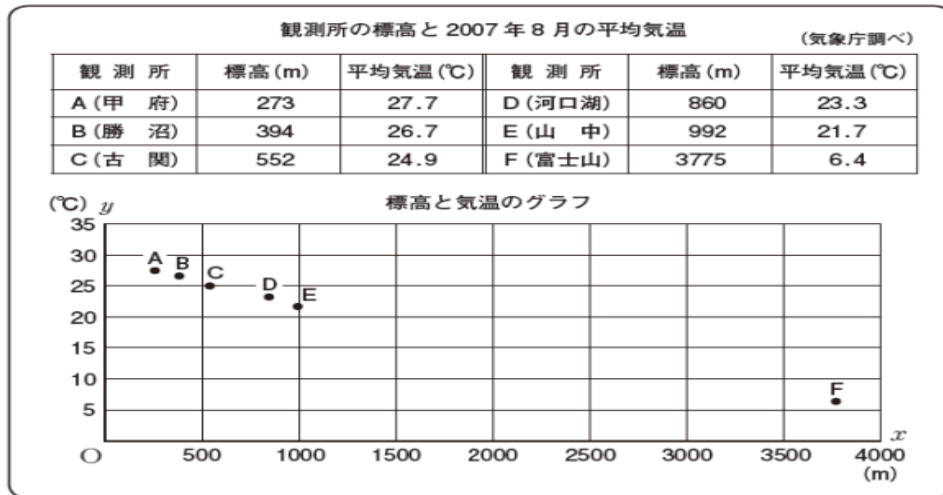 観測所の標高と2007年8月の平均気温
(気象庁調べ)
観 測 所 標高(m) 平均気温(℃) 観 測 所 標高(m) 平均気温(℃)
A(甲 府) 273 27.7 D(河口湖) 860 23.3
B(勝 沼) 394 26.7 E(山 中) 992 21.7
C(古 関) 552 24.9 F(富士山) 3775 6.4
(℃) y 標高と気温のグラフ
35
30
25
20
15
10
5
A B C D E F
O 500 1000 1500 2000 2500 3000 3500 4000 x
(m)